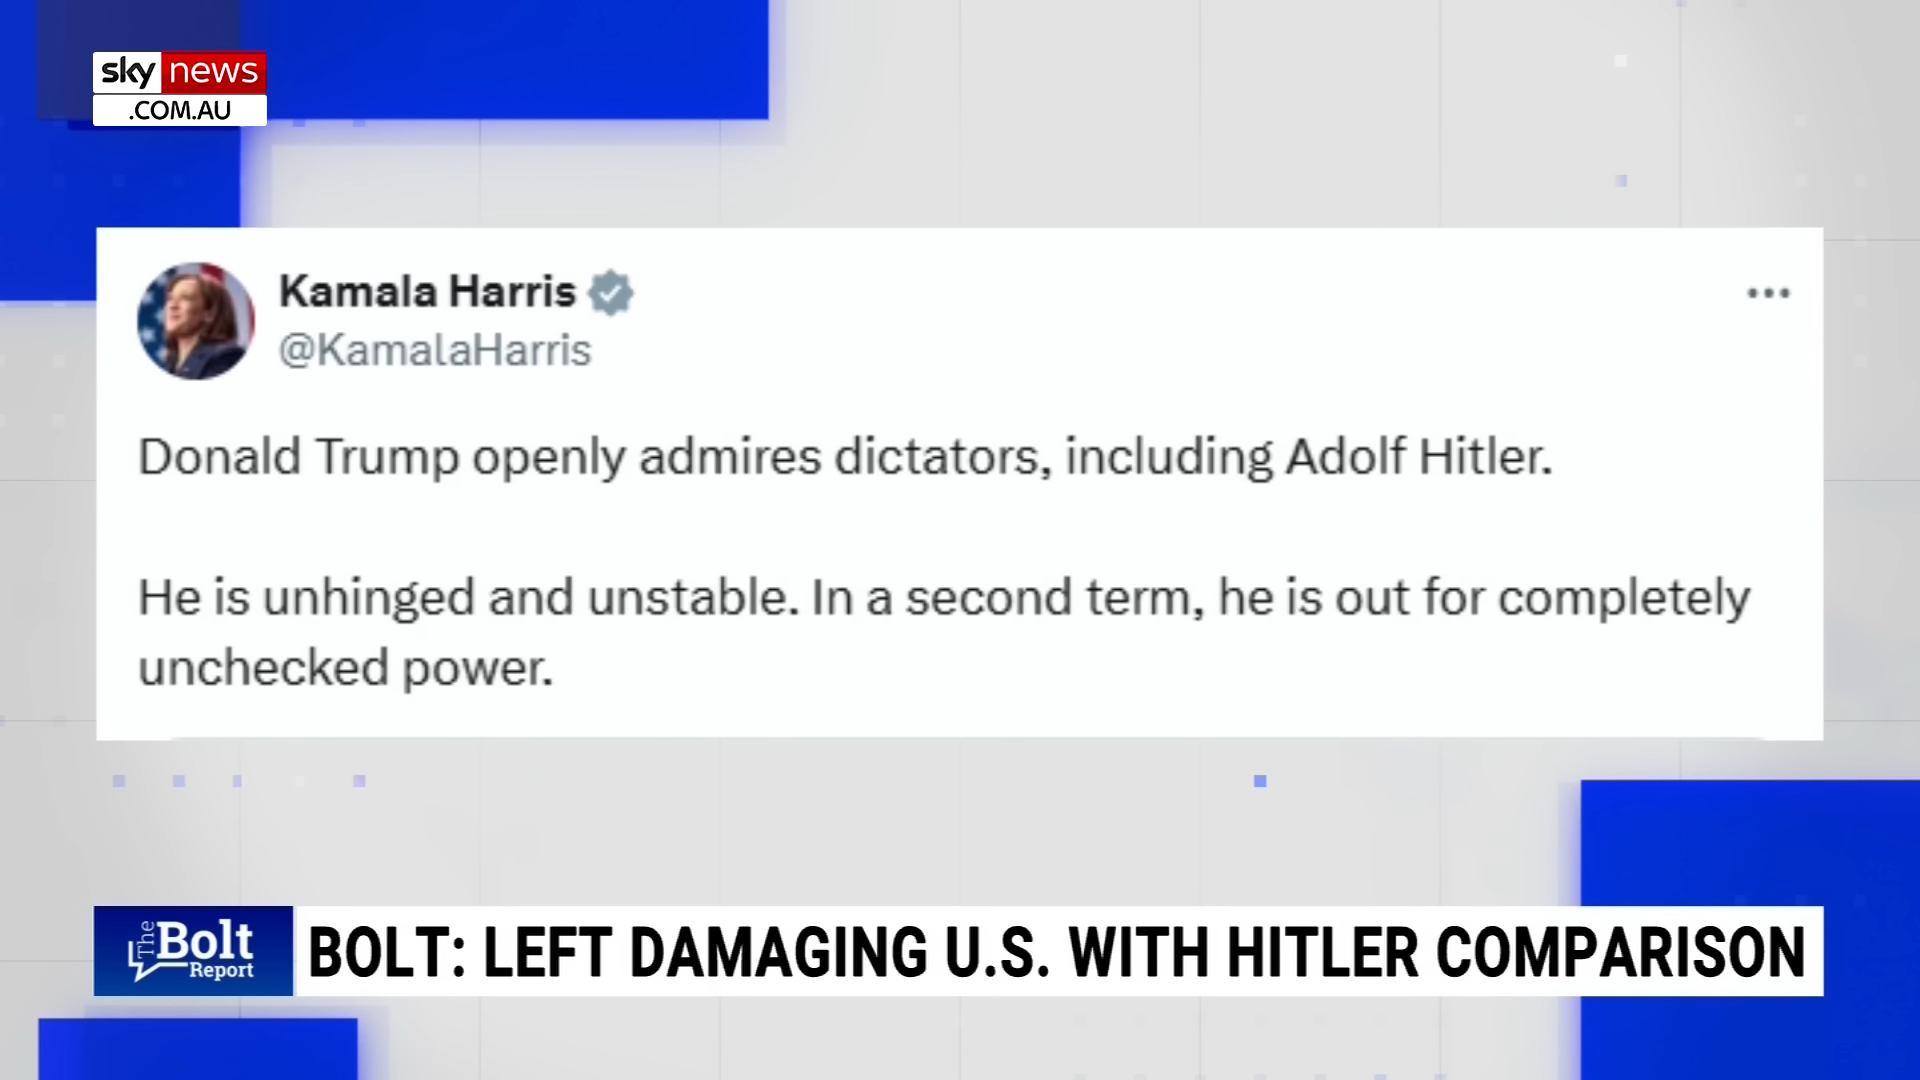 sky news
.COM.AU
Kamala Harris
@KamalaHarris
Donald Trump openly admires dictators, including Adolf Hitler.
He is unhinged and unstable. In a second term, he is out for completely
unchecked power.
The Bolt Report
BOLT: LEFT DAMAGING U.S. WITH HITLER COMPARISON